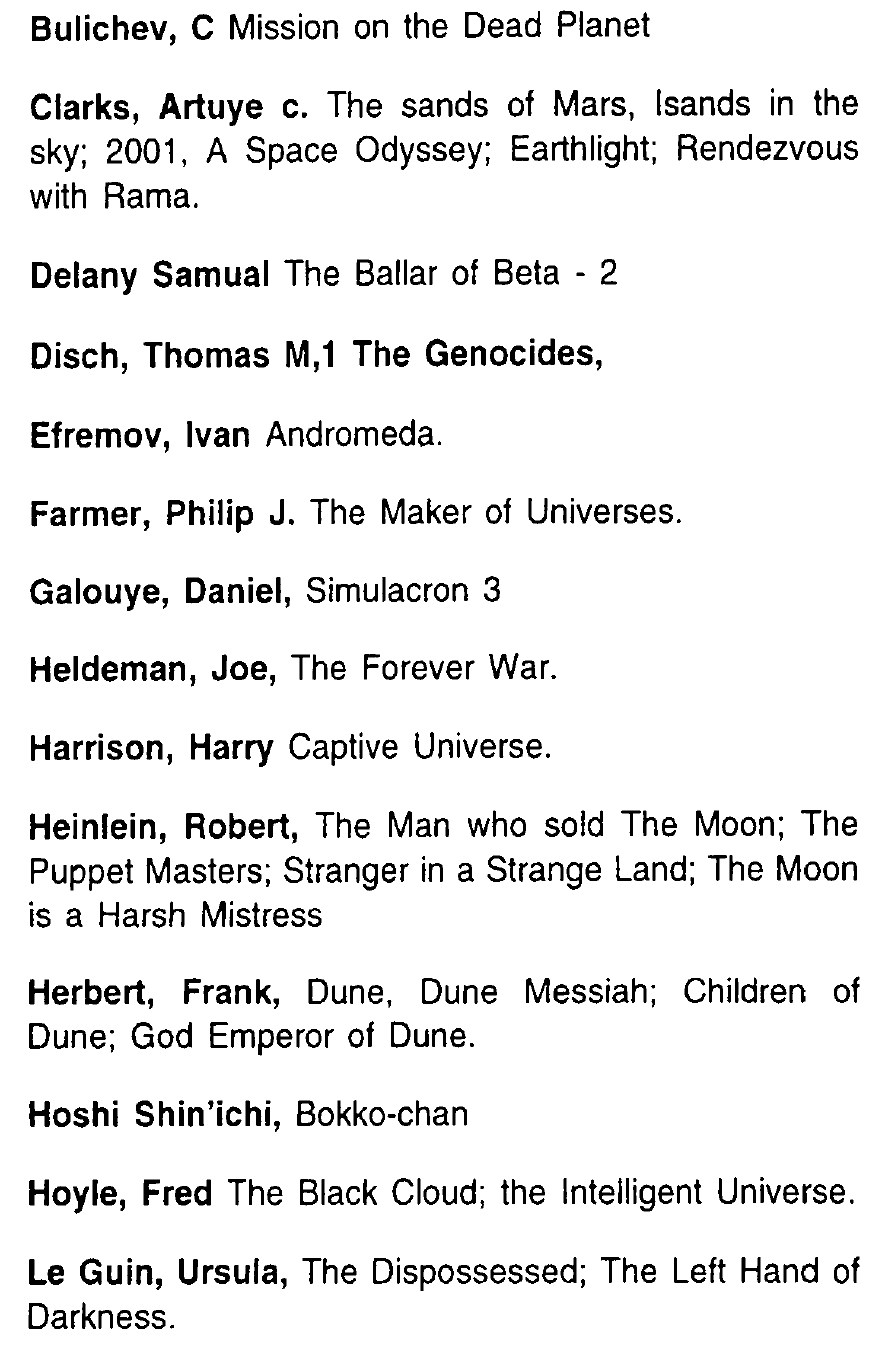 Bulichev, C Mission on the Dead Planet
Clarks, Artuye c. The sands of Mars, Isands in the
sky; 2001, A Space Odyssey; Earthlight; Rendezvous
with Rama.
Delany Samual The Ballar of Beta - 2
Disch, Thomas M,1 The Genocides,
Efremov, Ivan Andromeda.
Farmer, Philip J. The Maker of Universes.
Galouye, Daniel, Simulacron 3
Heldeman, Joe, The Forever War.
Harrison, Harry Captive Universe.
Heinlein, Robert, The Man who sold The Moon; The
Puppet Masters; Stranger in a Strange Land; The Moon
is a Harsh Mistress
Herbert, Frank, Dune, Dune Messiah; Children of
Dune; God Emperor of Dune.
Hoshi Shin'ichi, Bokko-chan
Hoyle, Fred The Black Cloud; the Intelligent Universe.
Le Guin, Ursula, The Dispossessed; The Left Hand of
Darkness.